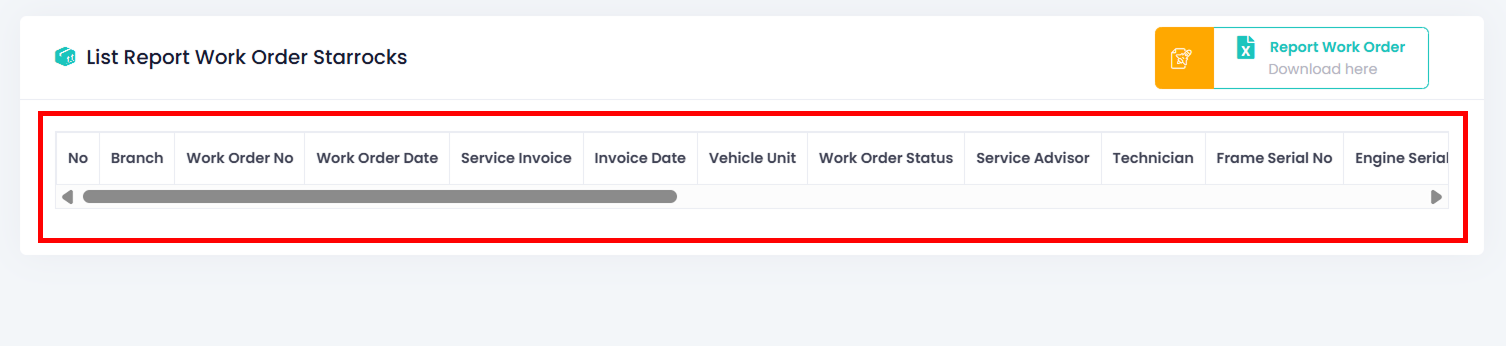 List Report Work Order Starrocks
Report Work Order
Download here
No Branch Work Order No Work Order Date Service Invoice Invoice Date Vehicle Unit Work Order Status Service Advisor Technician Frame Serial No Engine Serial